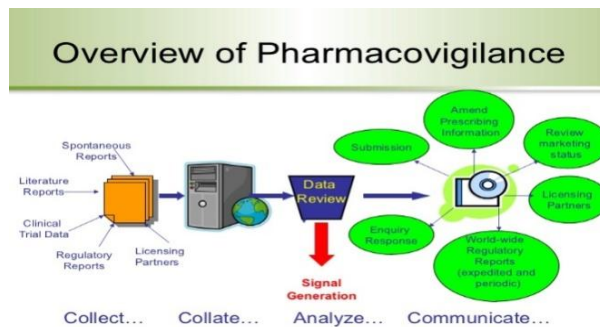 Overview of Pharmacovigilance
Spontaneous
Reports
Literature
Reports
Clinical
Trial Data
Regulatory
Reports
Licensing
Partners
Data
Review
Signal
Generation
Submission
Amend
Prescribing
Information
Review
marketing
status
Licensing
Partners
World-wide
Regulatory
Reports
(expedited and
periodic)
Enquiry
Response
Collect... Collate... Analyze... Communicate...